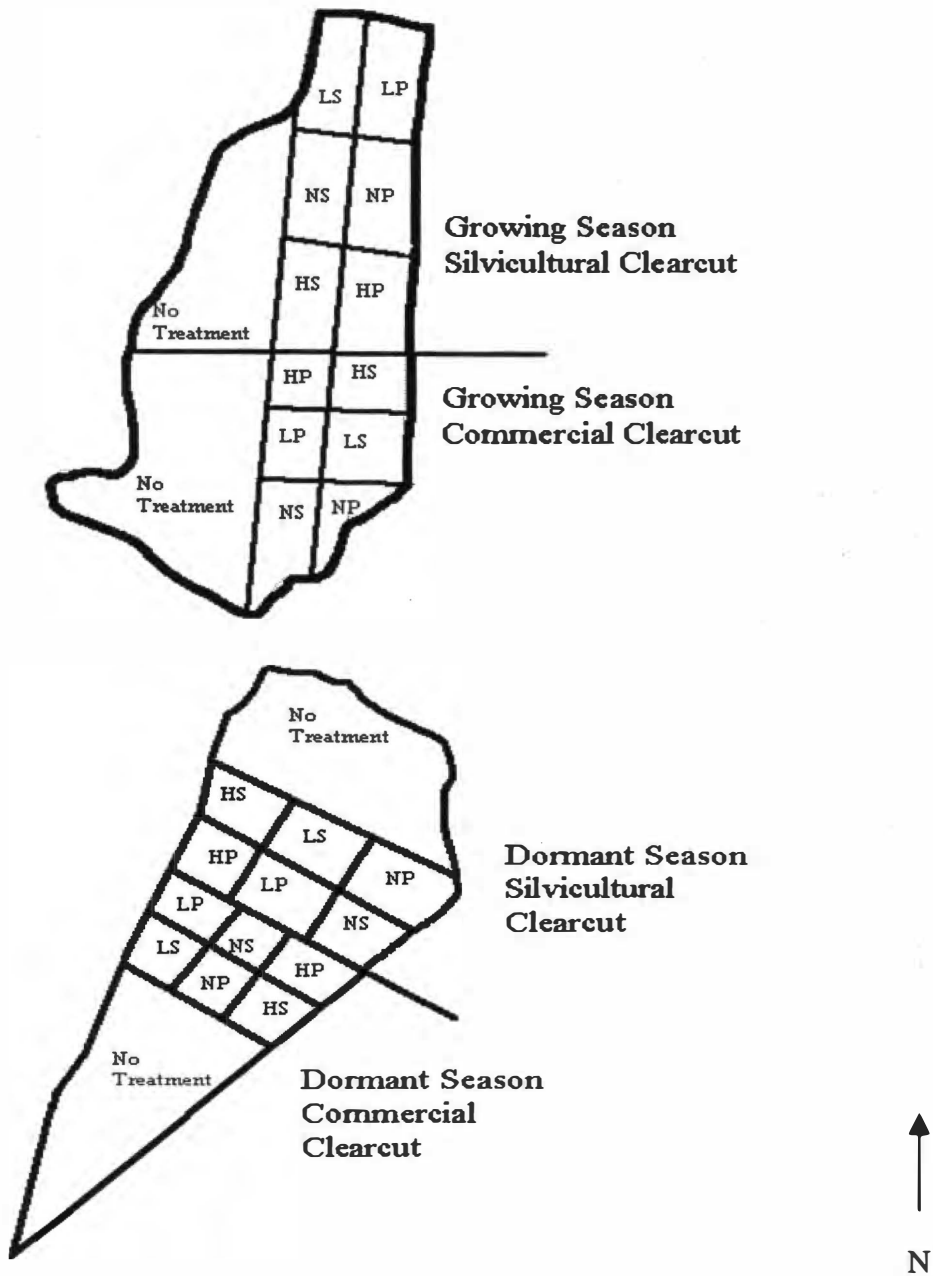 LS LP
NS NP
Growing Season
Silvicultural Clearcut
HS HP
No
Treatment
HP HS
Growing Season
Commercial Clearcut
LP LS
No
Treatment
NS NP
No
Treatment
HS
LS
Dormant Season
Silvicultural
Clearcut
HP LP NP
LP NS NS
LS HP
NP HS
No
Treatment
Dormant Season
Commercial
Clearcut
N